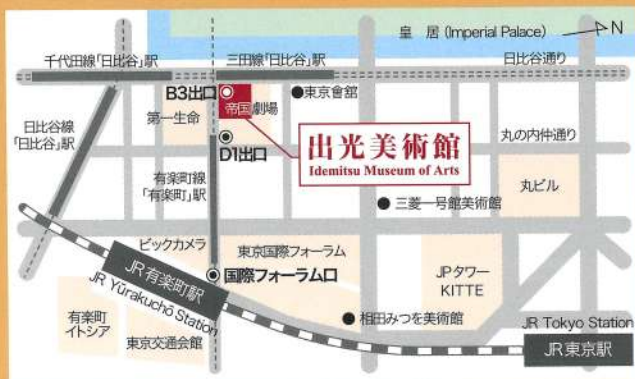 皇 居 (Imperial Palace)
N
千代田線「日比谷」駅
三田線「日比谷」駅
日比谷通り
B3出口
帝国劇場
東京會館
第一生命
日比谷線
「日比谷」駅
D1出口
出光美術館
Idemitsu Museum of Arts
丸の内仲通り
有楽町線
「有楽町」駅
丸ビル
三菱一号館美術館
ビックカメラ
東京国際フォーラム
JPタワー
KITTE
JR有楽町駅
JR Yūrakuchō Station
国際フォーラム口
有楽町
イトシア
東京交通会館
相田みつを美術館
JR Tokyo Station
JR東京駅